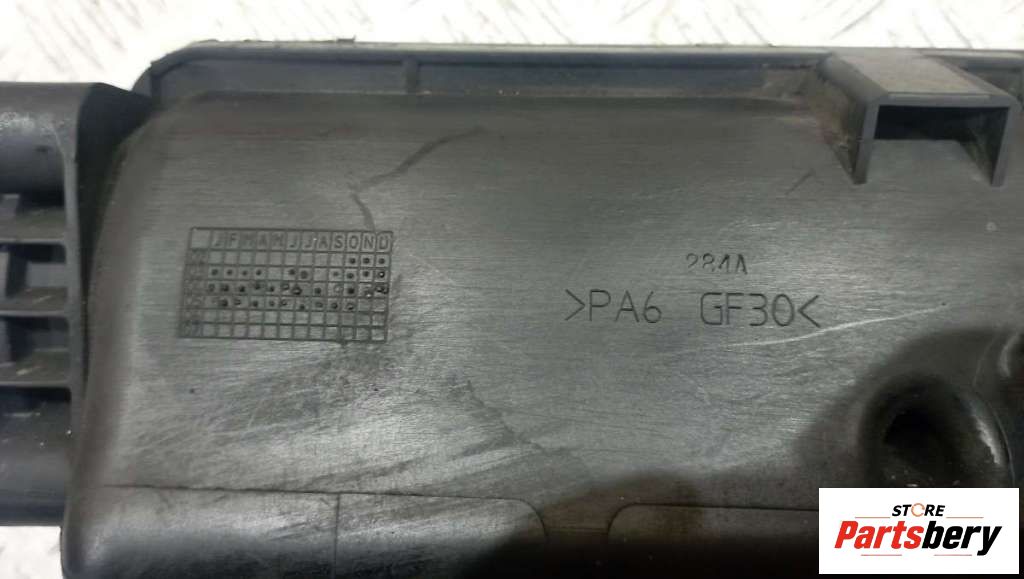 J F M A M J J A S O N D
284A
>PA6 GF30<
STORE
Partsbery